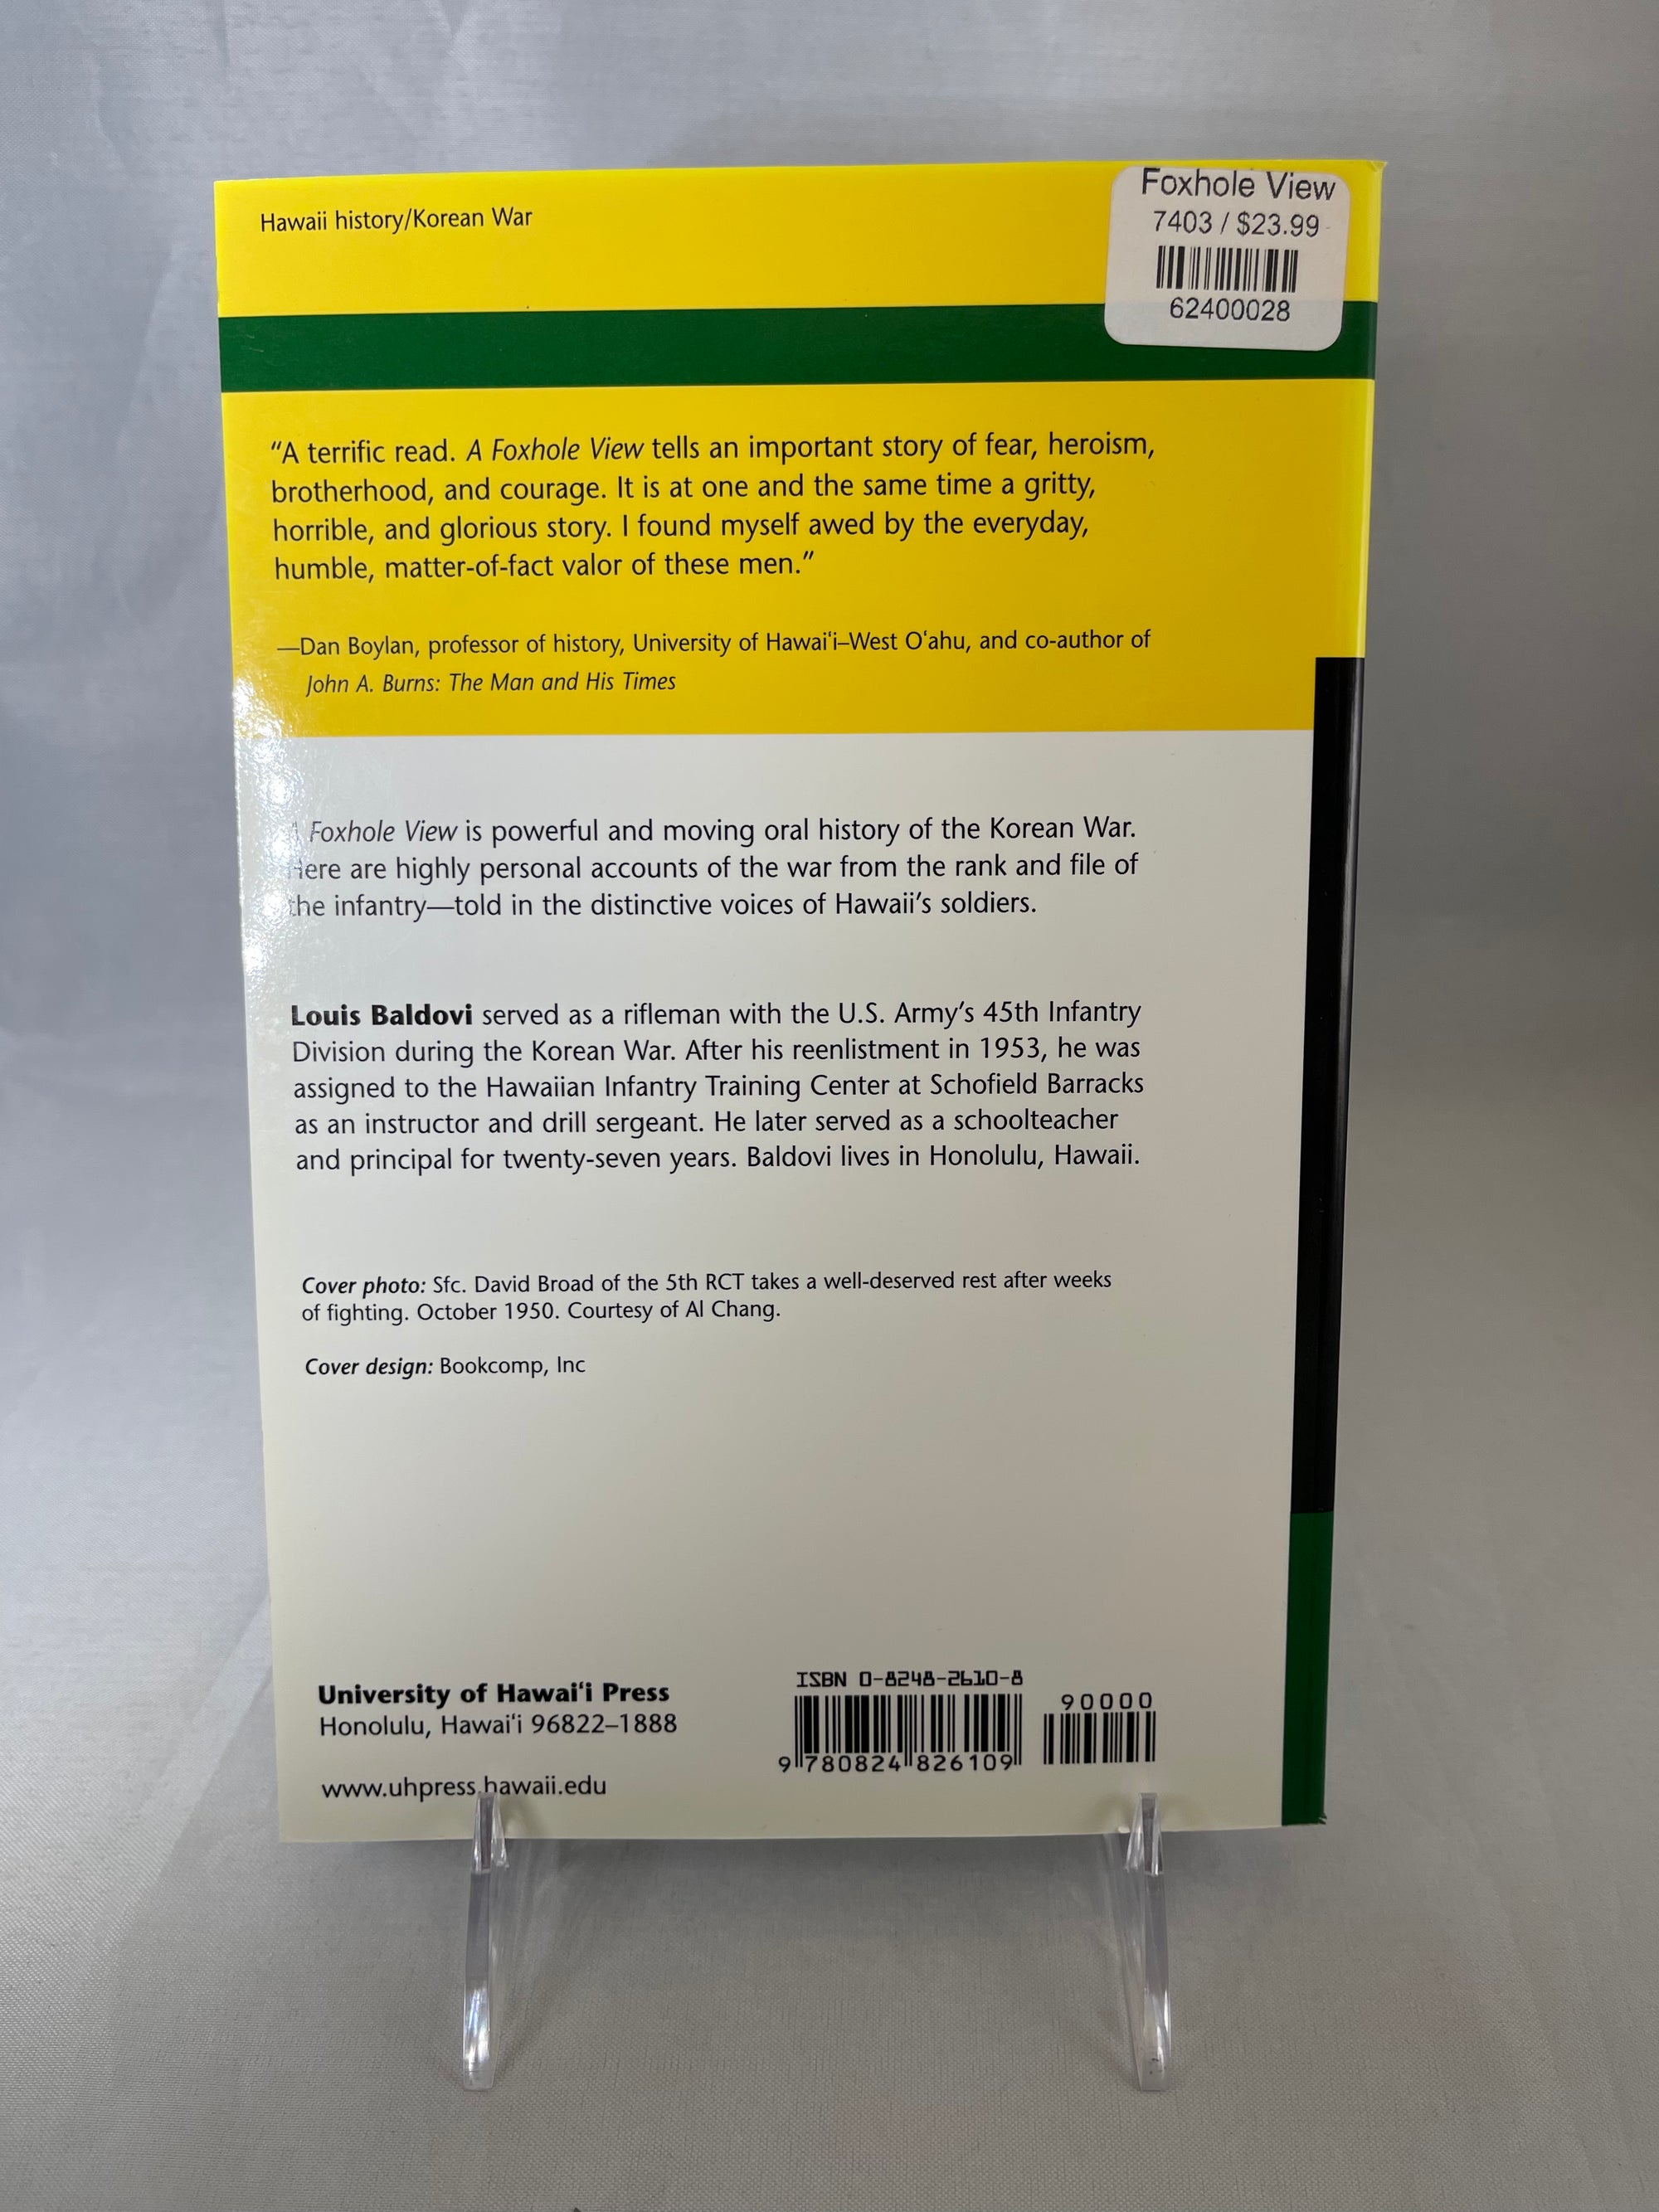 Hawaii history/Korean War
Foxhole View
7403 / $23.99
62400028
“A terrific read. A Foxhole View tells an important story of fear, heroism,
brotherhood, and courage. It is at one and the same time a gritty,
horrible, and glorious story. I found myself awed by the everyday,
humble, matter-of-fact valor of these men.”
—Dan Boylan, professor of history, University of Hawaiʻi–West Oʻahu, and co-author of
John A. Burns: The Man and His Times
A Foxhole View is powerful and moving oral history of the Korean War.
Here are highly personal accounts of the war from the rank and file of
the infantry—told in the distinctive voices of Hawaii’s soldiers.
Louis Baldovi served as a rifleman with the U.S. Army’s 45th Infantry
Division during the Korean War. After his reenlistment in 1953, he was
assigned to the Hawaiian Infantry Training Center at Schofield Barracks
as an instructor and drill sergeant. He later served as a schoolteacher
and principal for twenty-seven years. Baldovi lives in Honolulu, Hawaii.
Cover photo: Sfc. David Broad of the 5th RCT takes a well-deserved rest after weeks
of fighting. October 1950. Courtesy of Al Chang.
Cover design: Bookcomp, Inc
University of Hawaiʻi Press
Honolulu, Hawaiʻi 96822–1888
www.uhpress.hawaii.edu
ISBN 0-8248-2610-8
90000
9 780824 826109